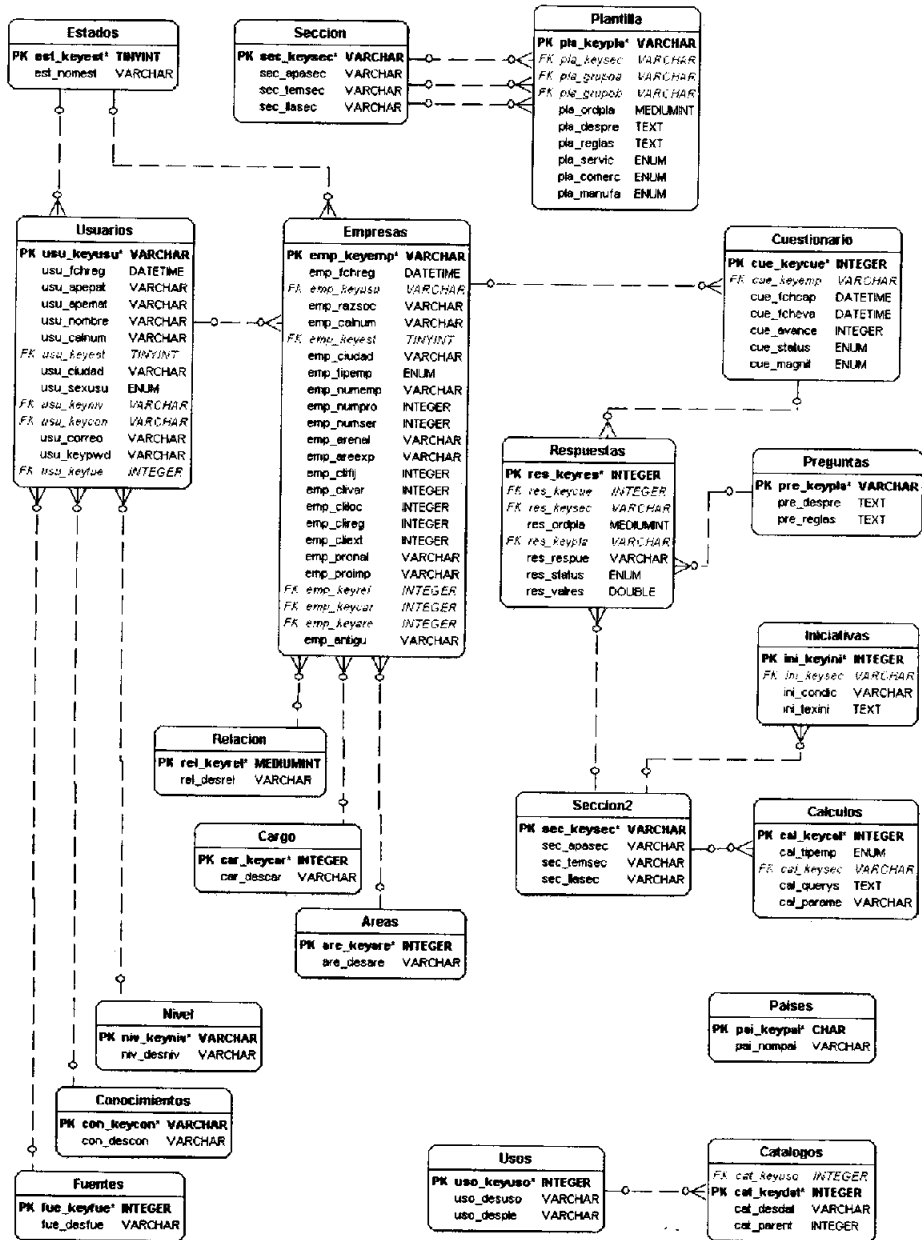 Estados
PK est_keyest* TINYINT
est_nomest VARCHAR
Seccion
PK sec_keysec* VARCHAR
sec_apasec VARCHAR
sec_temsec VARCHAR
sec_llasec VARCHAR
Plantilla
PK pla_keypla* VARCHAR
FK pla_keysec VARCHAR
FK pla_grupoa VARCHAR
FK pla_grupob VARCHAR
pla_ordpla MEDIUMINT
pla_despre TEXT
pla_reglas TEXT
pla_servic ENUM
pla_comerc ENUM
pla_manufa ENUM
Usuarios
PK usu_keyusu* VARCHAR
usu_fchreg DATETIME
usu_apepat VARCHAR
usu_apemat VARCHAR
usu_nombre VARCHAR
usu_calnum VARCHAR
FK usu_keyest TINYINT
usu_ciudad VARCHAR
usu_sexusu ENUM
FK usu_keyniv VARCHAR
FK usu_keycon VARCHAR
usu_correo VARCHAR
usu_keypwd VARCHAR
FK usu_keyfue INTEGER
Empresas
PK emp_keyemp* VARCHAR
emp_fchreg DATETIME
FK emp_keyusu VARCHAR
emp_razsoc VARCHAR
emp_calnum VARCHAR
FK emp_keyest TINYINT
emp_ciudad VARCHAR
emp_tipemp ENUM
emp_numemp VARCHAR
emp_numpro INTEGER
emp_numser INTEGER
emp_arenal VARCHAR
emp_areexp VARCHAR
emp_clifij INTEGER
emp_clivar INTEGER
emp_cliloc INTEGER
emp_clireg INTEGER
emp_cliext INTEGER
emp_pronal VARCHAR
emp_proimp VARCHAR
FK emp_keyrel INTEGER
FK emp_keycar INTEGER
FK emp_keyare INTEGER
emp_antigu VARCHAR
Cuestionario
PK cue_keycue* INTEGER
FK cue_keyemp VARCHAR
cue_fchcap DATETIME
cue_fcheva DATETIME
cue_avance INTEGER
cue_status ENUM
cue_magnit ENUM
Respuestas
PK res_keyres* INTEGER
FK res_keycue INTEGER
FK res_keysec VARCHAR
res_ordpla MEDIUMINT
FK res_keypla VARCHAR
res_respue VARCHAR
res_status ENUM
res_valres DOUBLE
Preguntas
PK pre_keypla* VARCHAR
pre_despre TEXT
pre_reglas TEXT
Iniciativas
PK ini_keyini* INTEGER
FK ini_keysec VARCHAR
ini_condic VARCHAR
ini_texini TEXT
Relacion
PK rel_keyrel* MEDIUMINT
rel_desrel VARCHAR
Cargo
PK car_keycar* INTEGER
car_descar VARCHAR
Areas
PK are_keyare* INTEGER
are_desare VARCHAR
Seccion2
PK sec_keysec* VARCHAR
sec_apasec VARCHAR
sec_temsec VARCHAR
sec_llasec VARCHAR
Calculos
PK cal_keycal* INTEGER
cal_tipemp ENUM
FK cal_keysec VARCHAR
cal_querys TEXT
cal_parame VARCHAR
Nivel
PK niv_keyniv* VARCHAR
niv_desniv VARCHAR
Paises
PK pai_keypai* CHAR
pai_nompai VARCHAR
Conocimientos
PK con_keycon* VARCHAR
con_descon VARCHAR
Fuentes
PK fue_keyfue* INTEGER
fue_desfue VARCHAR
Usos
PK uso_keyuso* INTEGER
uso_desuso VARCHAR
uso_desple VARCHAR
Catalogos
FK cat_keyuso INTEGER
PK cat_keydat* INTEGER
cat_desdat VARCHAR
cat_parent INTEGER